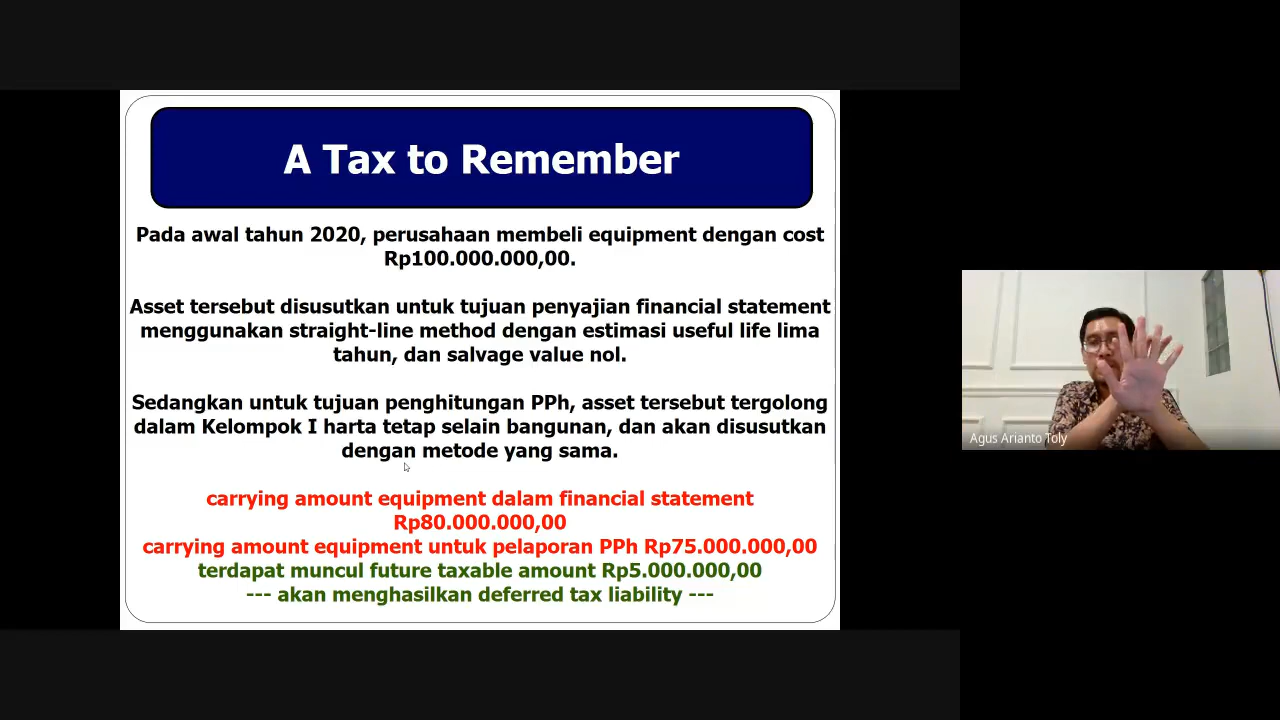 A Tax to Remember
Pada awal tahun 2020, perusahaan membeli equipment dengan cost
Rp100.000.000,00.
Asset tersebut disusutkan untuk tujuan penyajian financial statement
menggunakan straight-line method dengan estimasi useful life lima
tahun, dan salvage value nol.
Sedangkan untuk tujuan penghitungan PPh, asset tersebut tergolong
dalam Kelompok I harta tetap selain bangunan, dan akan disusutkan
dengan metode yang sama.
carrying amount equipment dalam financial statement
Rp80.000.000,00
carrying amount equipment untuk pelaporan PPh Rp75.000.000,00
terdapat muncul future taxable amount Rp5.000.000,00
--- akan menghasilkan deferred tax liability ---
Agus Arianto Toly